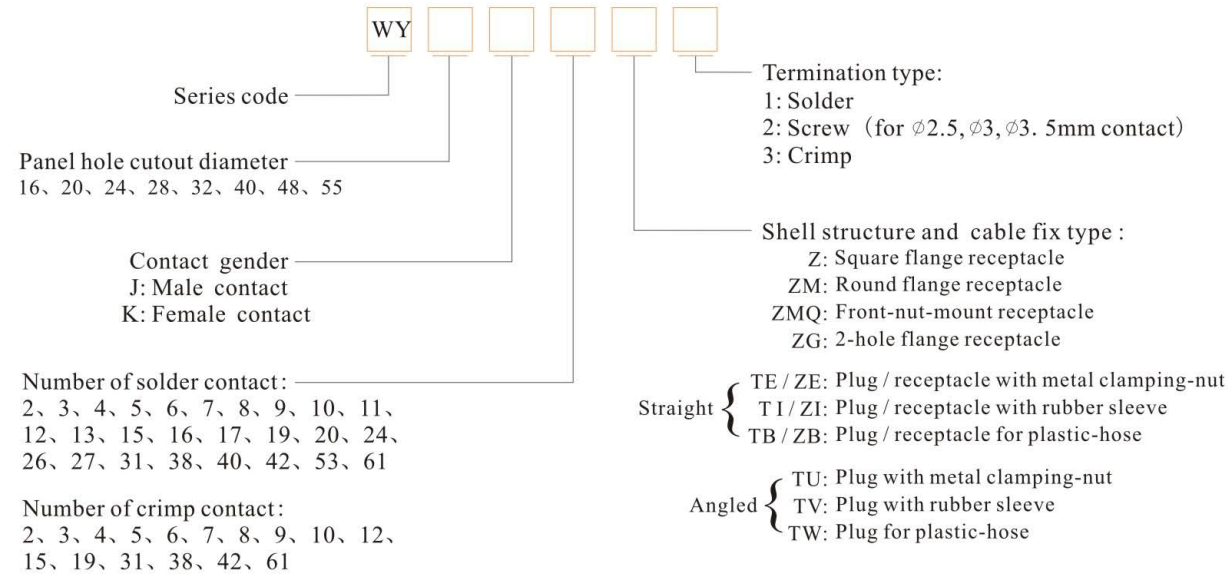 WY
Series code
Panel hole cutout diameter
16、20、24、28、32、40、48、55
Contact gender
J: Male contact
K: Female contact
Number of solder contact:
2、3、4、5、6、7、8、9、10、11、
12、13、15、16、17、19、20、24、
26、27、31、38、40、42、53、61
Number of crimp contact:
2、3、4、5、6、7、8、9、10、12、
15、19、31、38、42、61
Termination type:
1: Solder
2: Screw（for ∅2.5,∅3,∅3. 5mm contact）
3: Crimp
Shell structure and cable fix type :
Z: Square flange receptacle
ZM: Round flange receptacle
ZMQ: Front-nut-mount receptacle
ZG: 2-hole flange receptacle
Straight {
TE / ZE: Plug / receptacle with metal clamping-nut
T I / ZI: Plug / receptacle with rubber sleeve
TB / ZB: Plug / receptacle for plastic-hose
Angled {
TU: Plug with metal clamping-nut
TV: Plug with rubber sleeve
TW: Plug for plastic-hose